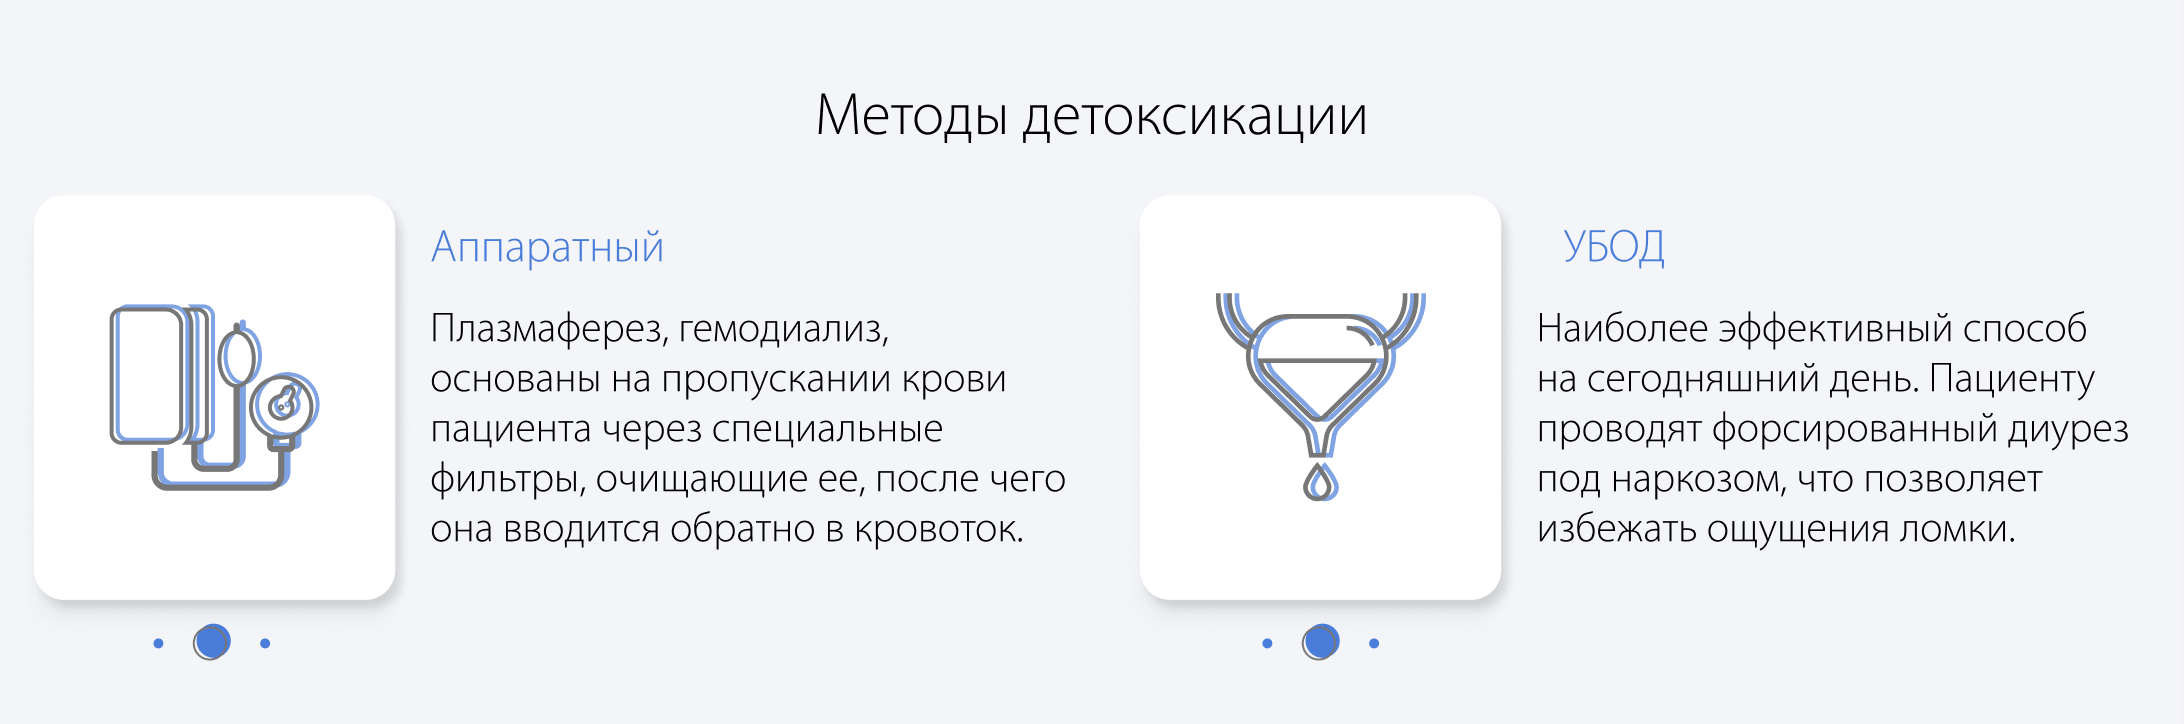 Методы детоксикации
Аппаратный
Плазмаферез, гемодиализ,
основаны на пропускании крови
пациента через специальные
фильтры, очищающие ее, после чего
она вводится обратно в кровоток.
УБОД
Наиболее эффективный способ
на сегодняшний день. Пациенту
проводят форсированный диурез
под наркозом, что позволяет
избежать ощущения ломки.